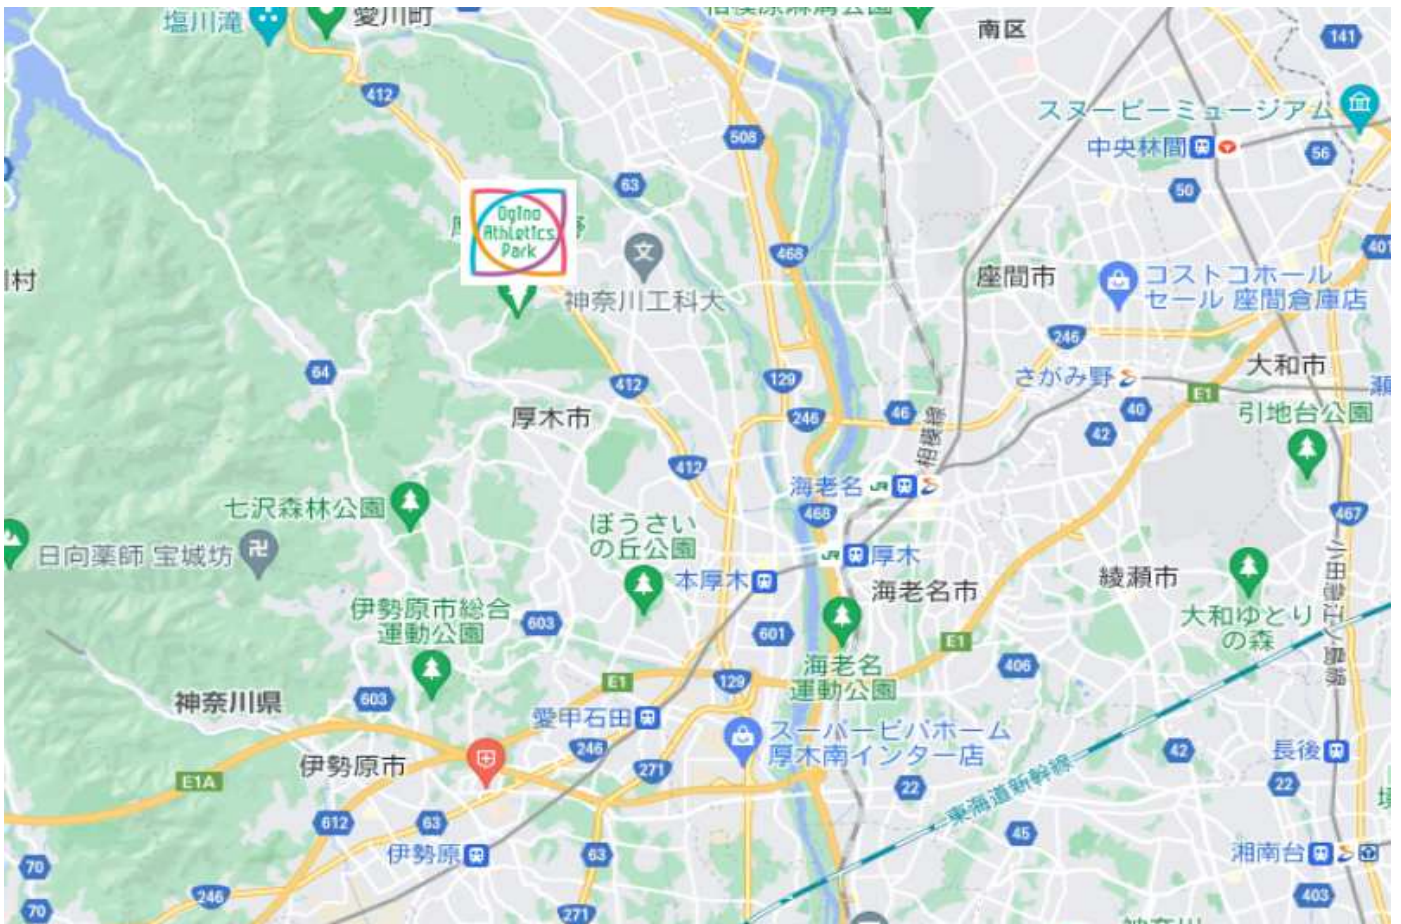 塩川滝
愛川町
南区
141
412
508
スヌーピーミュージアム
中央林間
56
50
63
Ogino
Athletics
Park
468
401
神奈川工科大
座間市
コストコホール
セール 座間倉庫店
村
246
64
412
129
さがみ野
大和市
E1
瀬
厚木市
246
46
40
42
引地台公園
相模線
412
七沢森林公園
海老名
JR
468
467
ぼうさい
の丘公園
日向薬師 宝城坊
JR
厚木
本厚木
海老名市
綾瀬市
小田急江ノ島線
伊勢原市総合
運動公園
603
601
大和ゆとり
の森
E1
海老名
運動公園
406
神奈川県
603
E1
129
愛甲石田
246
スーパービバホーム
厚木南インター店
42
長後
伊勢原市
E1A
271
22
22
東海道新幹線
612
63
45
伊勢原
63
湘南台
70
246
403
70
271